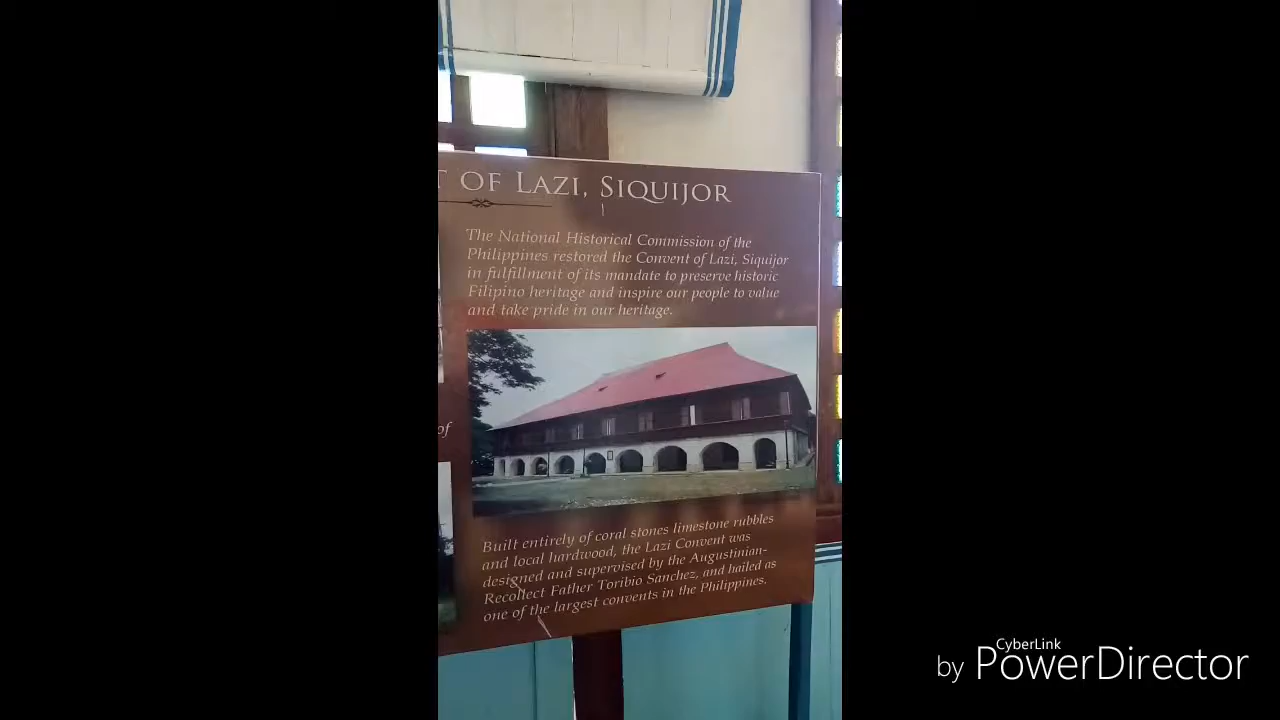 T OF LAZI, SIQUIJOR
The National Historical Commission of the
Philippines restored the Convent of Lazi, Siquijor
in fulfillment of its mandate to preserve historic
Filipino heritage and inspire our people to value
and take pride in our heritage.
of
Built entirely of coral stones limestone rubbles
and local hardwood, the Lazi Convent was
designed and supervised by the Augustinian-
Recollect Father Toribio Sanchez, and hailed as
one of the largest convents in the Philippines.
CyberLink
by PowerDirector